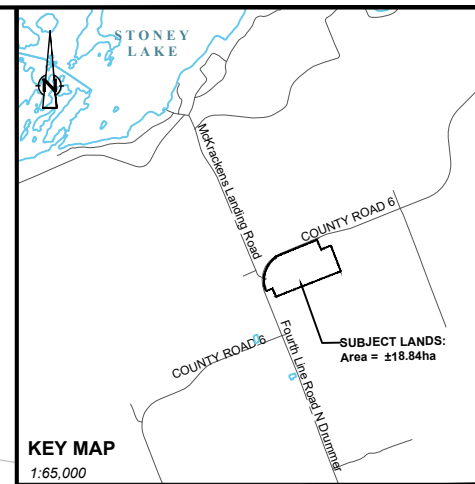 STONEY
LAKE
N
McKrackens Landing Road
COUNTY ROAD 6
SUBJECT LANDS:
Area = ±18.84ha
COUNTY ROAD 6
Fourth Line Road N Drummer
KEY MAP
1:65,000